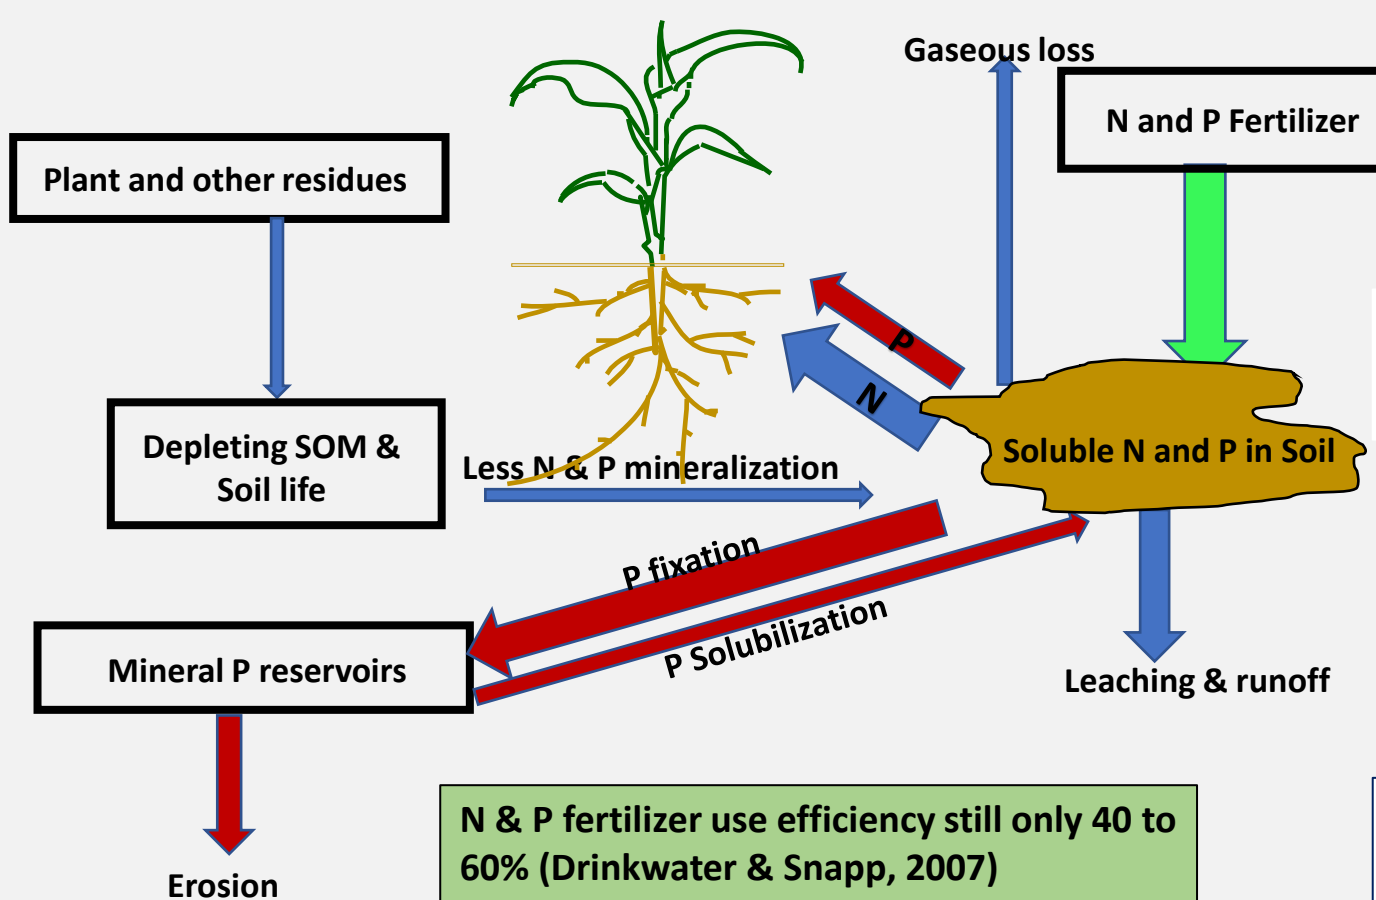 Gaseous loss
N and P Fertilizer
Plant and other residues
P
N
Depleting SOM &
Soil life
Less N & P mineralization
Soluble N and P in Soil
P fixation
P Solubilization
Mineral P reservoirs
Leaching & runoff
N & P fertilizer use efficiency still only 40 to
60% (Drinkwater & Snapp, 2007)
Erosion